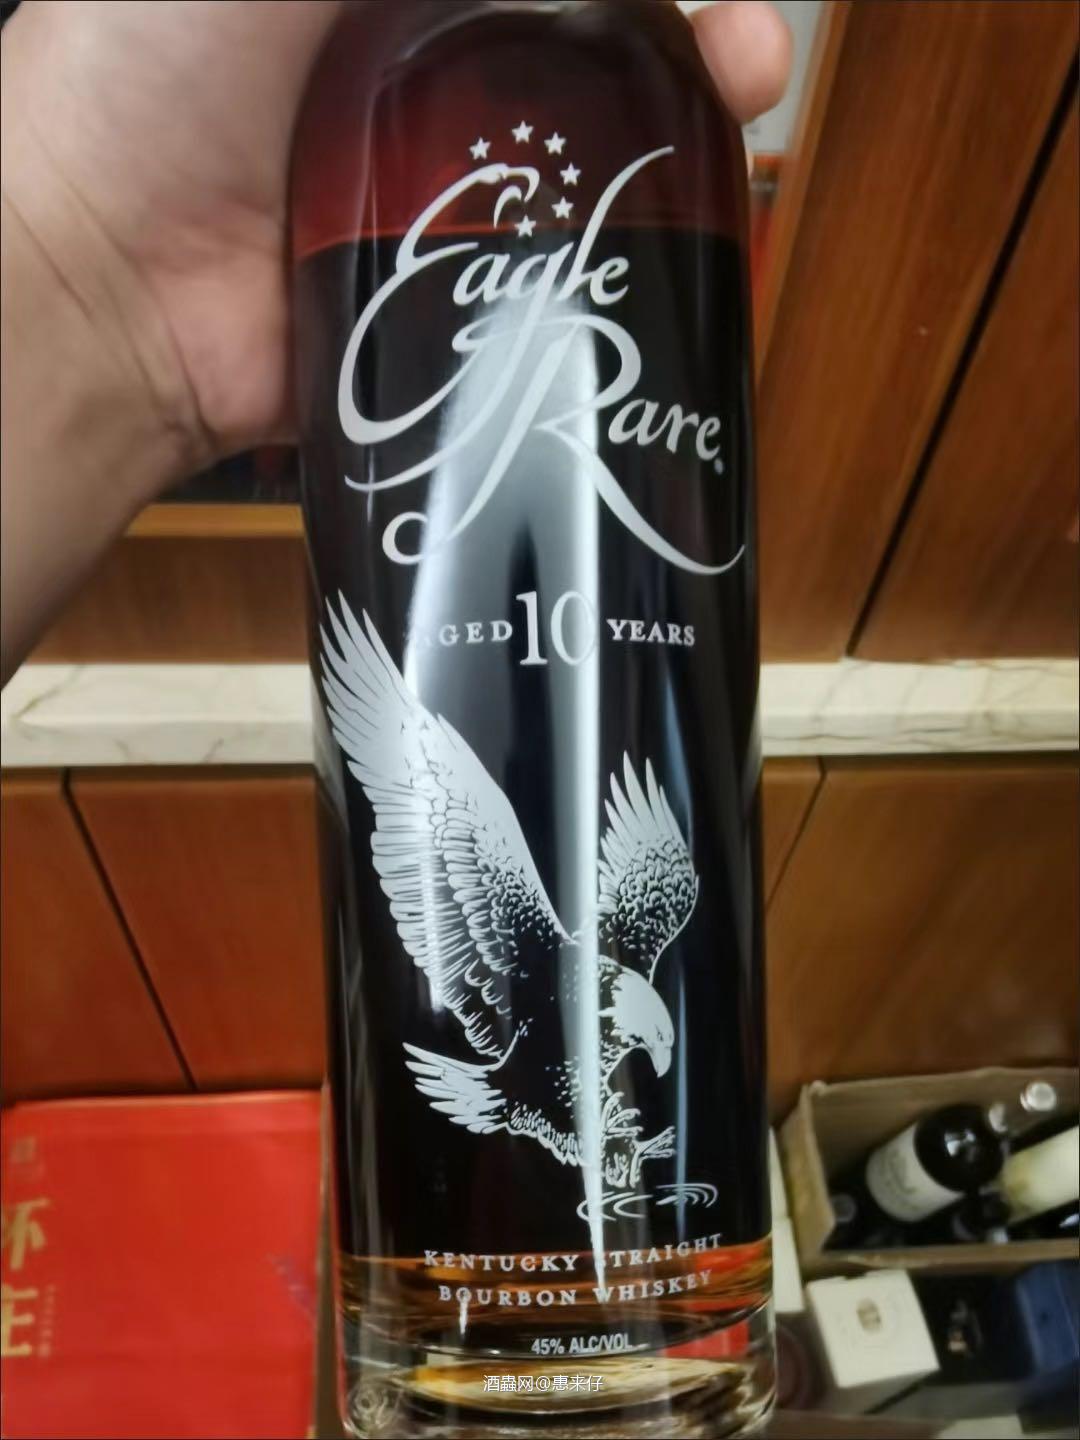 Eagle
Rare
AGED 10 YEARS
KENTUCKY STRAIGHT
BOURBON WHISKEY
45% ALC/VOL
酒蟲网@惠来仔